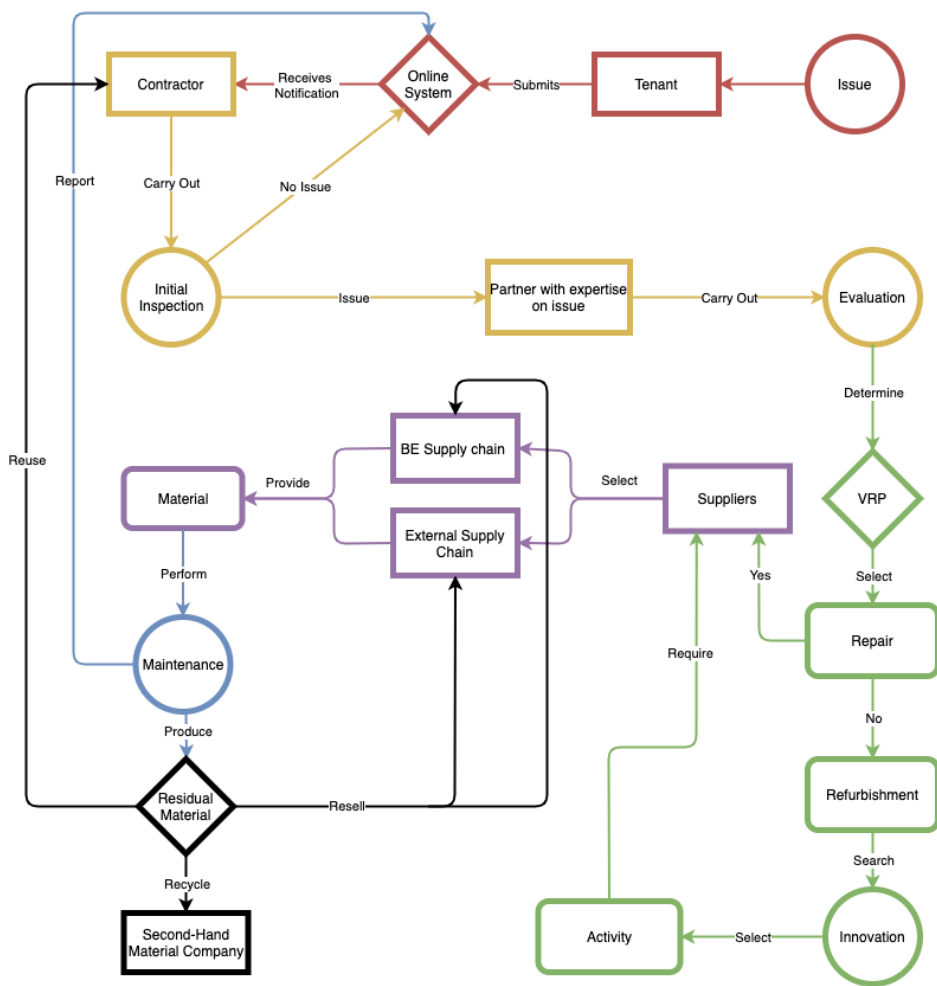 Contractor
Receives
Notification
Online
System
Submits
Tenant
Issue
Report
Carry Out
No Issue
Initial
Inspection
Issue
Partner with expertise
on issue
Carry Out
Evaluation
Determine
Reuse
BE Supply chain
Provide
Material
Select
Suppliers
VRP
External Supply
Chain
Perform
Yes
Select
Repair
Maintenance
Require
No
Produce
Residual
Material
Resell
Refurbishment
Search
Recycle
Second-Hand
Material Company
Activity
Select
Innovation